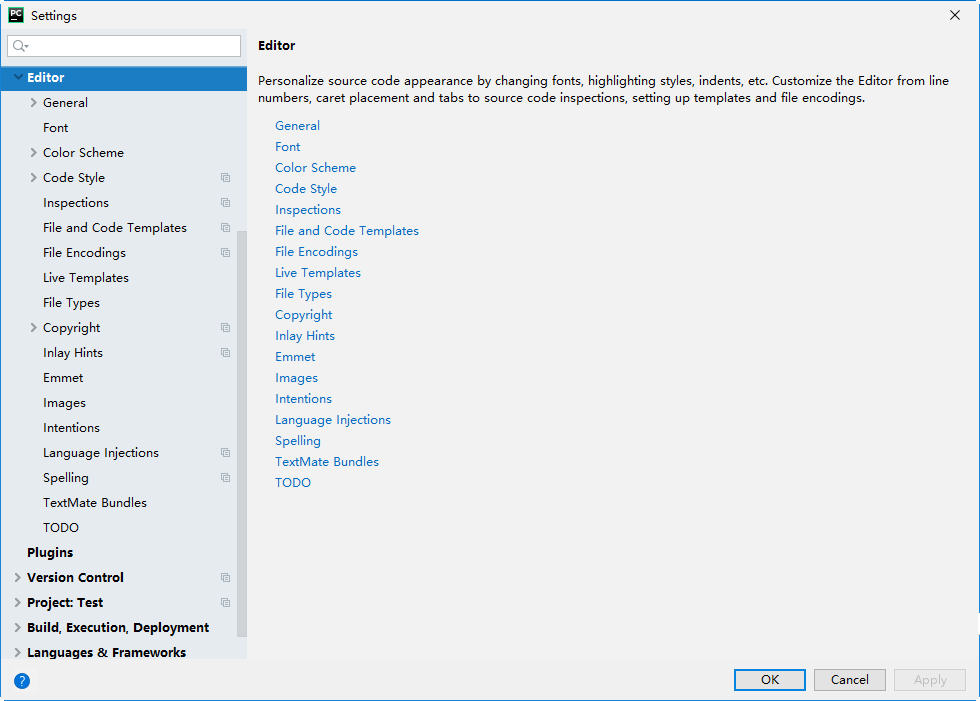 PC Settings
Editor
General
Font
Color Scheme
Code Style
Inspections
File and Code Templates
File Encodings
Live Templates
File Types
Copyright
Inlay Hints
Emmet
Images
Intentions
Language Injections
Spelling
TextMate Bundles
TODO
Plugins
Version Control
Project: Test
Build, Execution, Deployment
Languages & Frameworks
Editor
Personalize source code appearance by changing fonts, highlighting styles, indents, etc. Customize the Editor from line
numbers, caret placement and tabs to source code inspections, setting up templates and file encodings.
General
Font
Color Scheme
Code Style
Inspections
File and Code Templates
File Encodings
Live Templates
File Types
Copyright
Inlay Hints
Emmet
Images
Intentions
Language Injections
Spelling
TextMate Bundles
TODO
? OK Cancel Apply